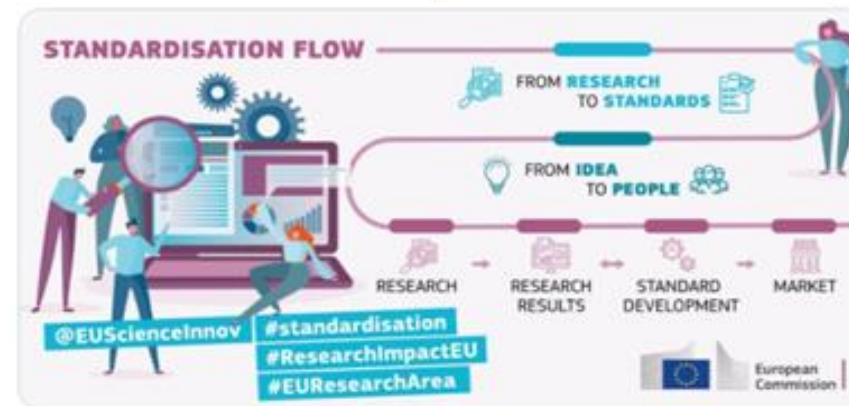 STANDARDISATION FLOW
FROM RESEARCH
TO STANDARDS
FROM IDEA
TO PEOPLE
RESEARCH
RESEARCH
RESULTS
STANDARD
DEVELOPMENT
MARKET
@EUScienceInnov
#standardisation
#ResearchImpactEU
#EUResearchArea
European
Commission